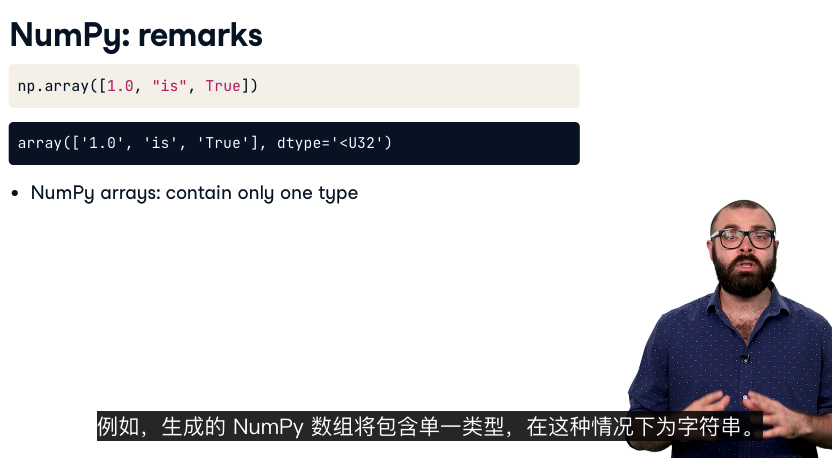 NumPy: remarks
np.array([1.0, "is", True])
array(['1.0', 'is', 'True'], dtype='<U32')
• NumPy arrays: contain only one type
例如，生成的 NumPy 数组将包含单一类型，在这种情况下为字符串。